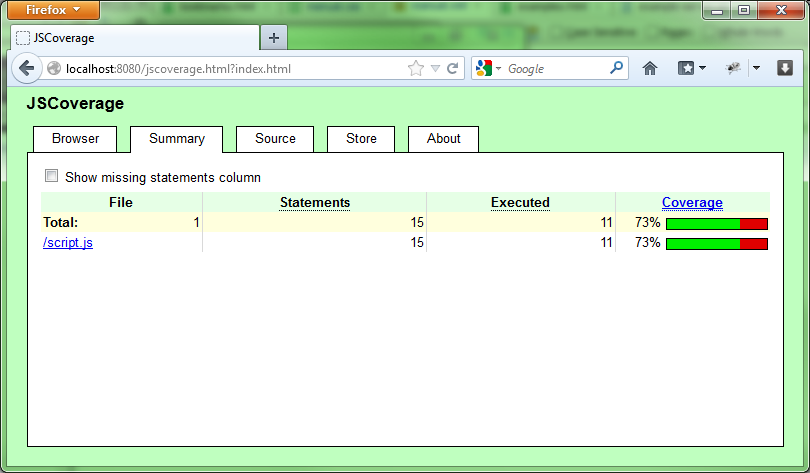 Firefox
JSCoverage
localhost:8080/jscoverage.html?index.html
Google
JSCoverage
Browser Summary Source Store About
Show missing statements column
File Statements Executed Coverage
Total: 1 15 11 73%
/script.js 15 11 73%